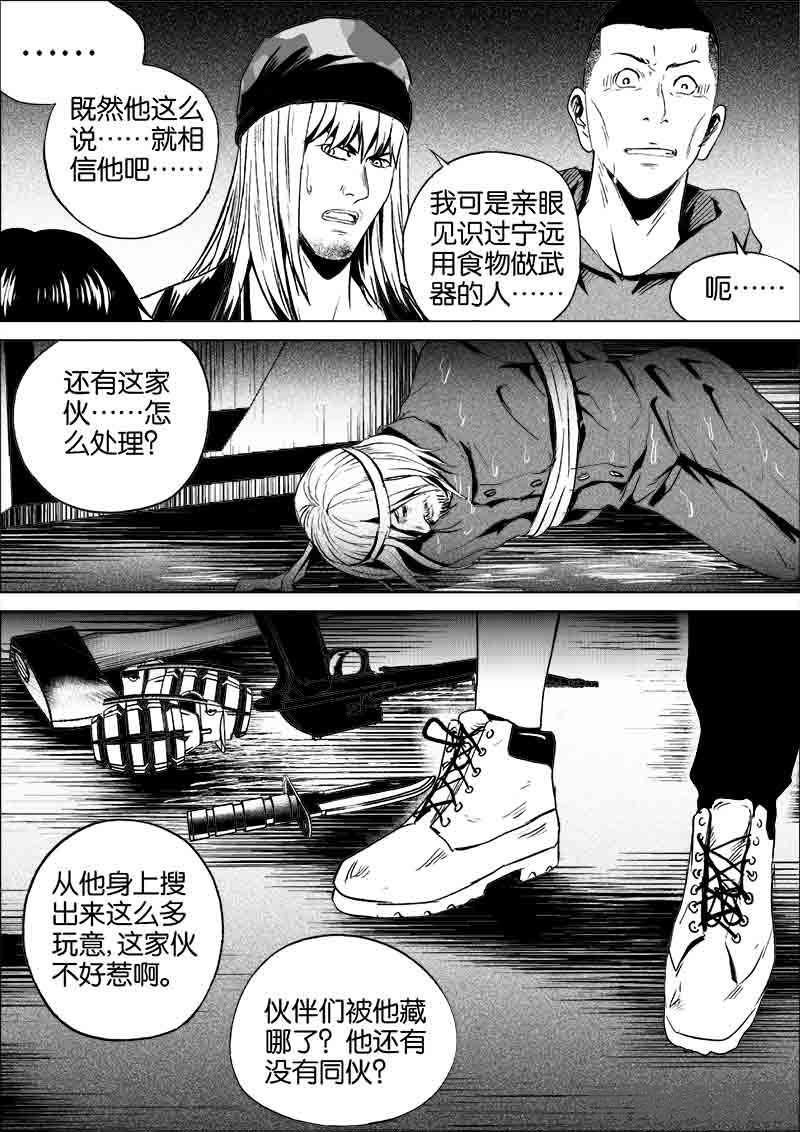 ……
既然他这么
说……就相
信他吧……
我可是亲眼
见识过宁远
用食物做武
器的人……
呃……
还有这家
伙……怎
么处理？
从他身上搜
出来这么多
玩意,这家伙
不好惹啊。
伙伴们被他藏
哪了？他还有
没有同伙？